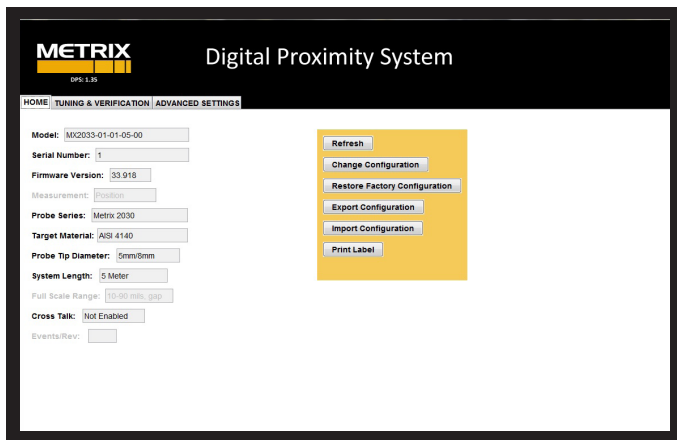 METRIX
Digital Proximity System
DPS: 1.35
HOME TUNING & VERIFICATION ADVANCED SETTINGS
Model: MX2033-01-01-05-00
Serial Number: 1
Firmware Version: 33.918
Measurement: Position
Probe Series: Metrix 2030
Target Material: AISI 4140
Probe Tip Diameter: 5mm/8mm
System Length: 5 Meter
Full Scale Range: 10-90 mils, gap
Cross Talk: Not Enabled
Events/Rev:
Refresh
Change Configuration
Restore Factory Configuration
Export Configuration
Import Configuration
Print Label